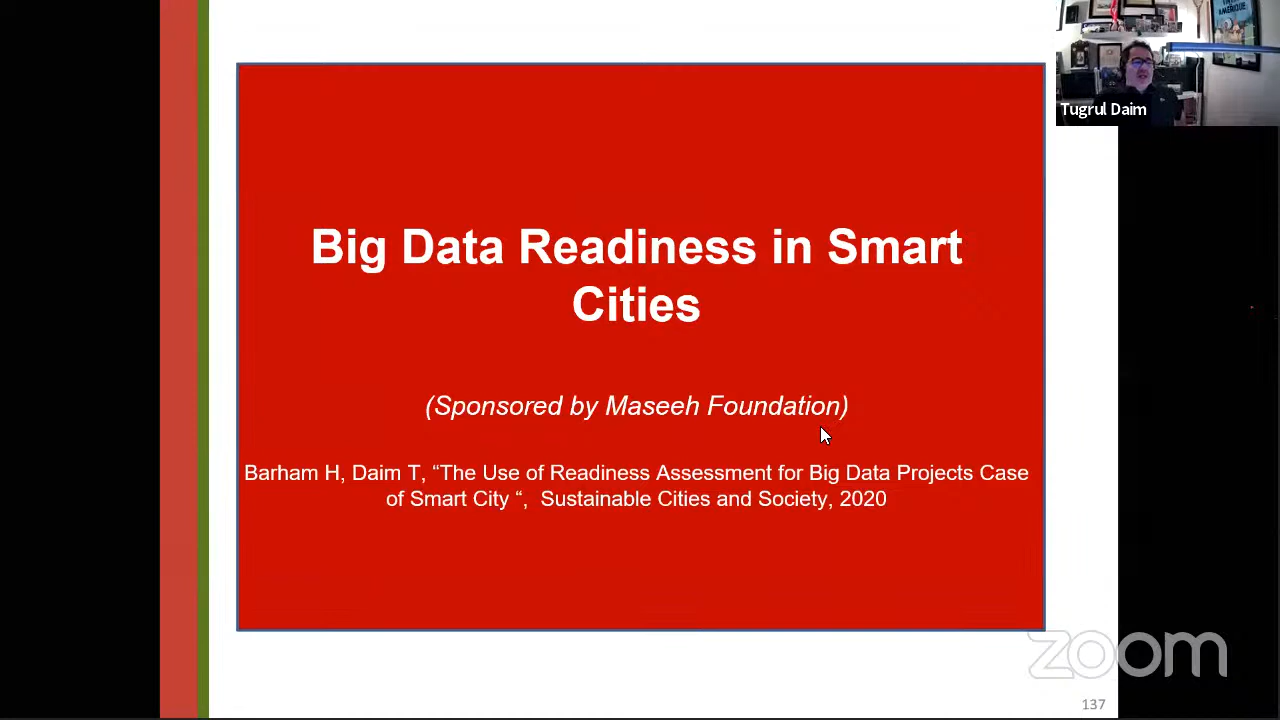 Tugrul Daim
Big Data Readiness in Smart
Cities
(Sponsored by Maseeh Foundation)
Barham H, Daim T, “The Use of Readiness Assessment for Big Data Projects Case
of Smart City “, Sustainable Cities and Society, 2020
zoom
137